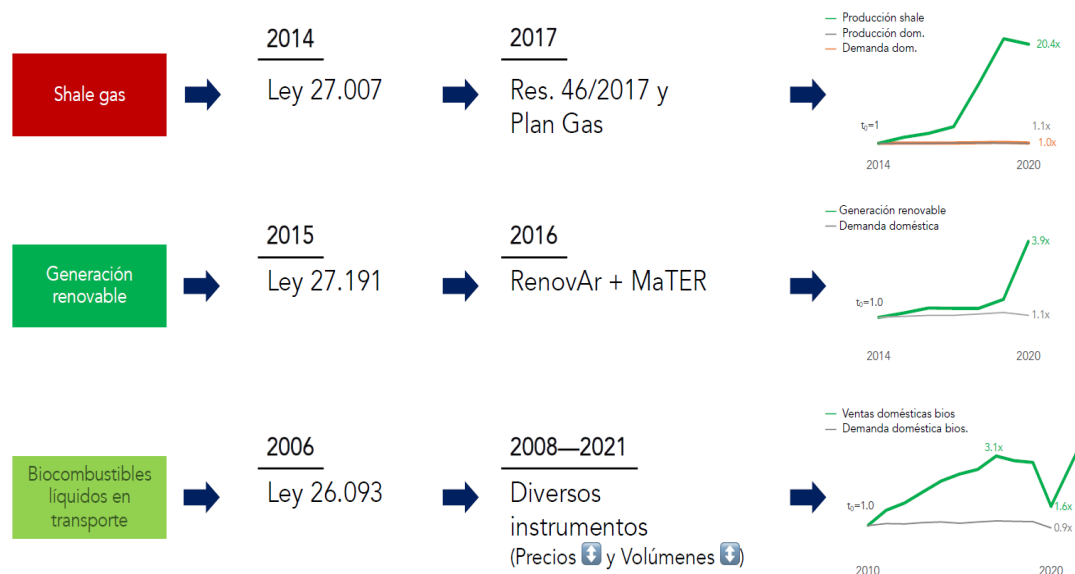 Shale gas
2014
Ley 27.007
2017
Res. 46/2017 y
Plan Gas
Producción shale
Producción dom.
Demanda dom.
20.4x
t₀=1
1.1x
1.0x
2014
2020
Generación
renovable
2015
Ley 27.191
2016
RenovAr + MaTER
Generación renovable
Demanda doméstica
3.9x
t₀=1.0
1.1x
2014
2020
Biocombustibles
líquidos en
transporte
2006
Ley 26.093
2008—2021
Diversos
instrumentos
(Precios ↕ y Volúmenes ↕)
Ventas domésticas bios
Demanda doméstica bios.
3.1x
t₀=1.0
1.6x
0.9x
2010
2020